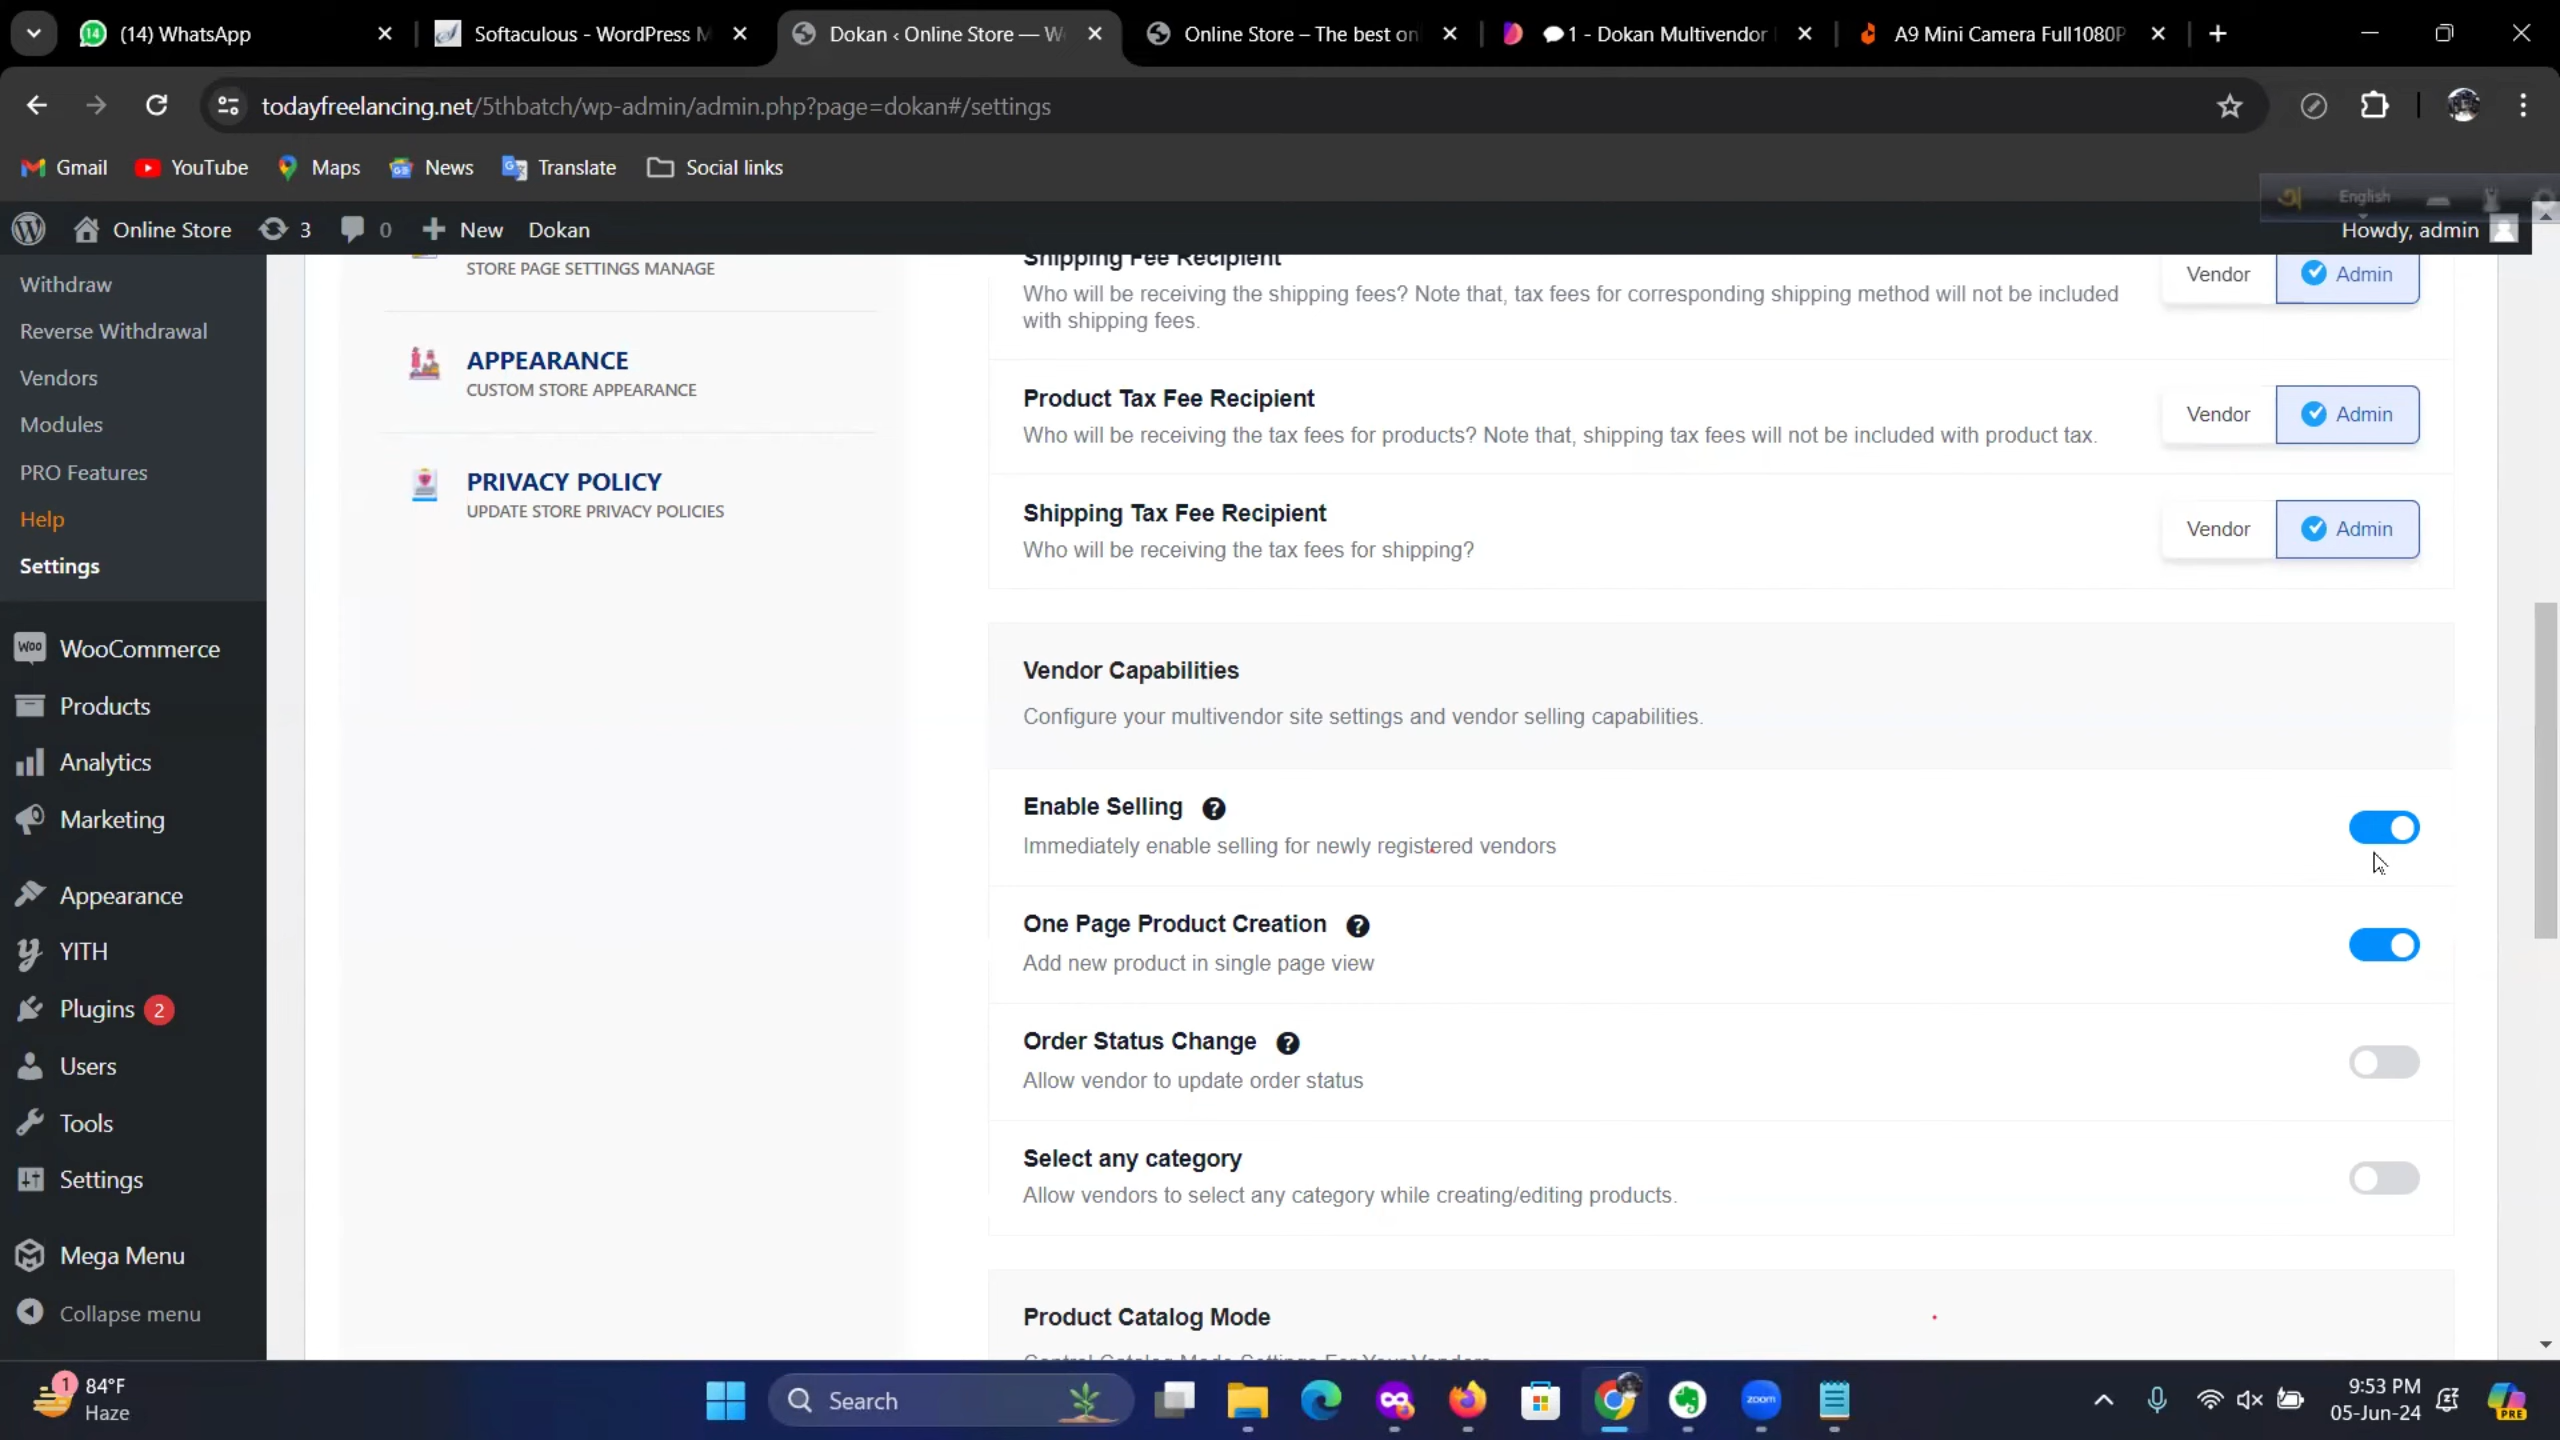 (14) WhatsApp
Softaculous - WordPress M
Dokan ‹ Online Store — W
Online Store – The best on
1 - Dokan Multivendor
A9 Mini Camera Full1080P
todayfreelancing.net/5thbatch/wp-admin/admin.php?page=dokan#/settings
Gmail
YouTube
Maps
News
Translate
Social links
English
Online Store
3
0
New
Dokan
Howdy, admin
Withdraw
Reverse Withdrawal
Vendors
Modules
PRO Features
Help
Settings
WooCommerce
Products
Analytics
Marketing
Appearance
YITH
Plugins 2
Users
Tools
Settings
Mega Menu
Collapse menu
STORE PAGE SETTINGS MANAGE
APPEARANCE
CUSTOM STORE APPEARANCE
PRIVACY POLICY
UPDATE STORE PRIVACY POLICIES
Shipping Fee Recipient
Who will be receiving the shipping fees? Note that, tax fees for corresponding shipping method will not be included
with shipping fees.
Vendor
Admin
Product Tax Fee Recipient
Who will be receiving the tax fees for products? Note that, shipping tax fees will not be included with product tax.
Vendor
Admin
Shipping Tax Fee Recipient
Who will be receiving the tax fees for shipping?
Vendor
Admin
Vendor Capabilities
Configure your multivendor site settings and vendor selling capabilities.
Enable Selling
Immediately enable selling for newly registered vendors
One Page Product Creation
Add new product in single page view
Order Status Change
Allow vendor to update order status
Select any category
Allow vendors to select any category while creating/editing products.
Product Catalog Mode
Control Catalog Mode Settings For Your Vendors
1
84°F
Haze
Search
zoom
9:53 PM
05-Jun-24
PRE